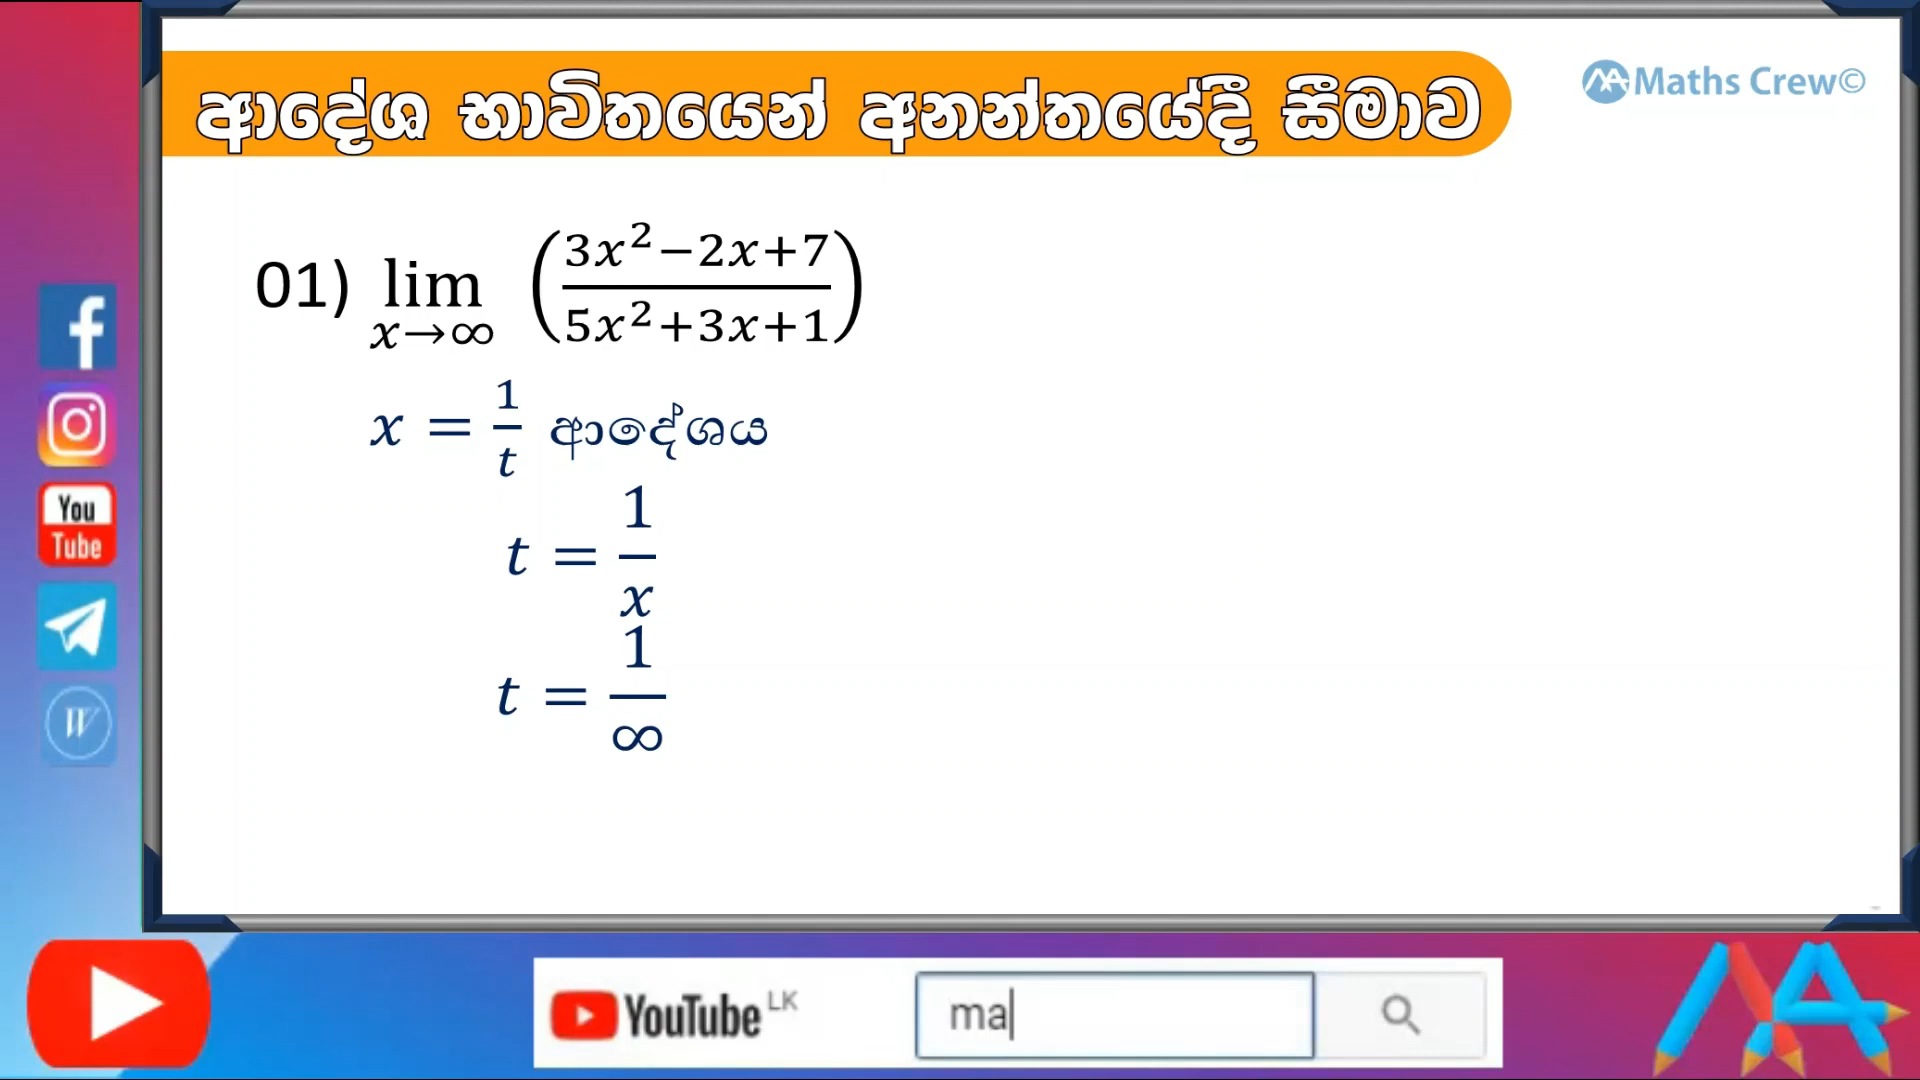 ආදේශ භාවිතයෙන් අනන්තයේදී සීමාව
Maths Crew©
01) lim x→∞ (3x²−2x+7 / 5x²+3x+1)
x = 1/t ආදේශය
t = 1/x
t = 1/∞
You
Tube
W
YouTube LK
ma